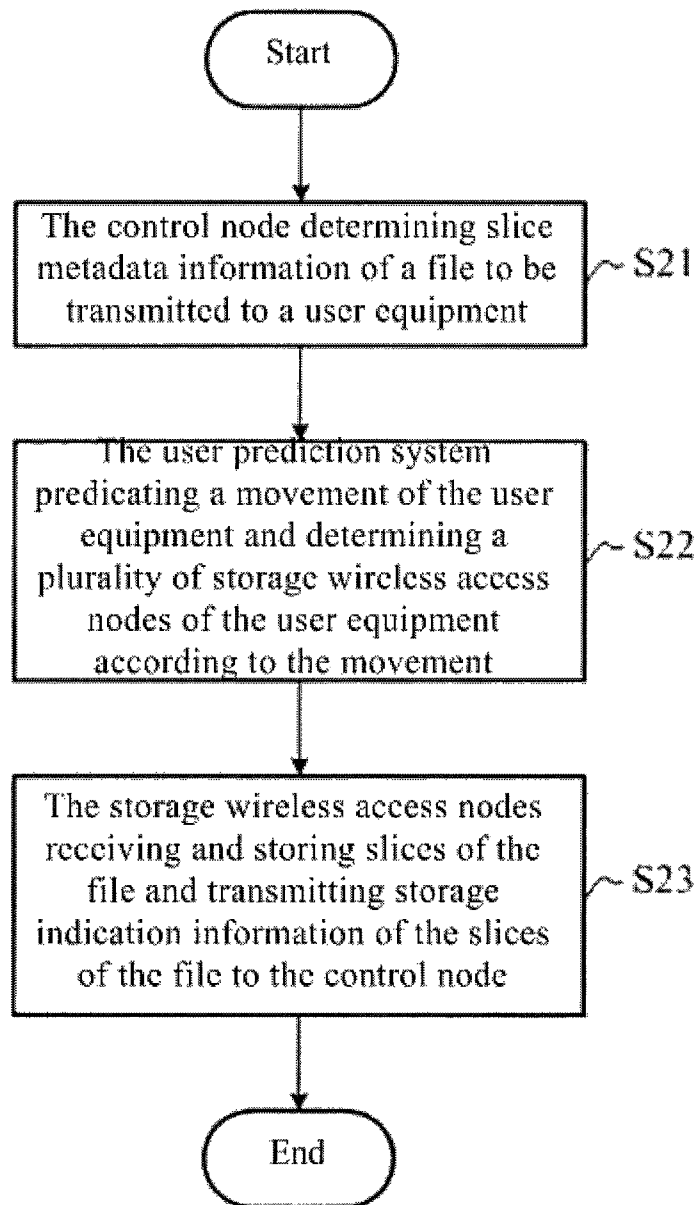 Start
The control node determining slice
metadata information of a file to be
transmitted to a user equipment
S21
The user prediction system
predicating a movement of the user
equipment and determining a
plurality of storage wireless access
nodes of the user equipment
according to the movement
S22
The storage wireless access nodes
receiving and storing slices of the
file and transmitting storage
indication information of the slices
of the file to the control node
S23
End